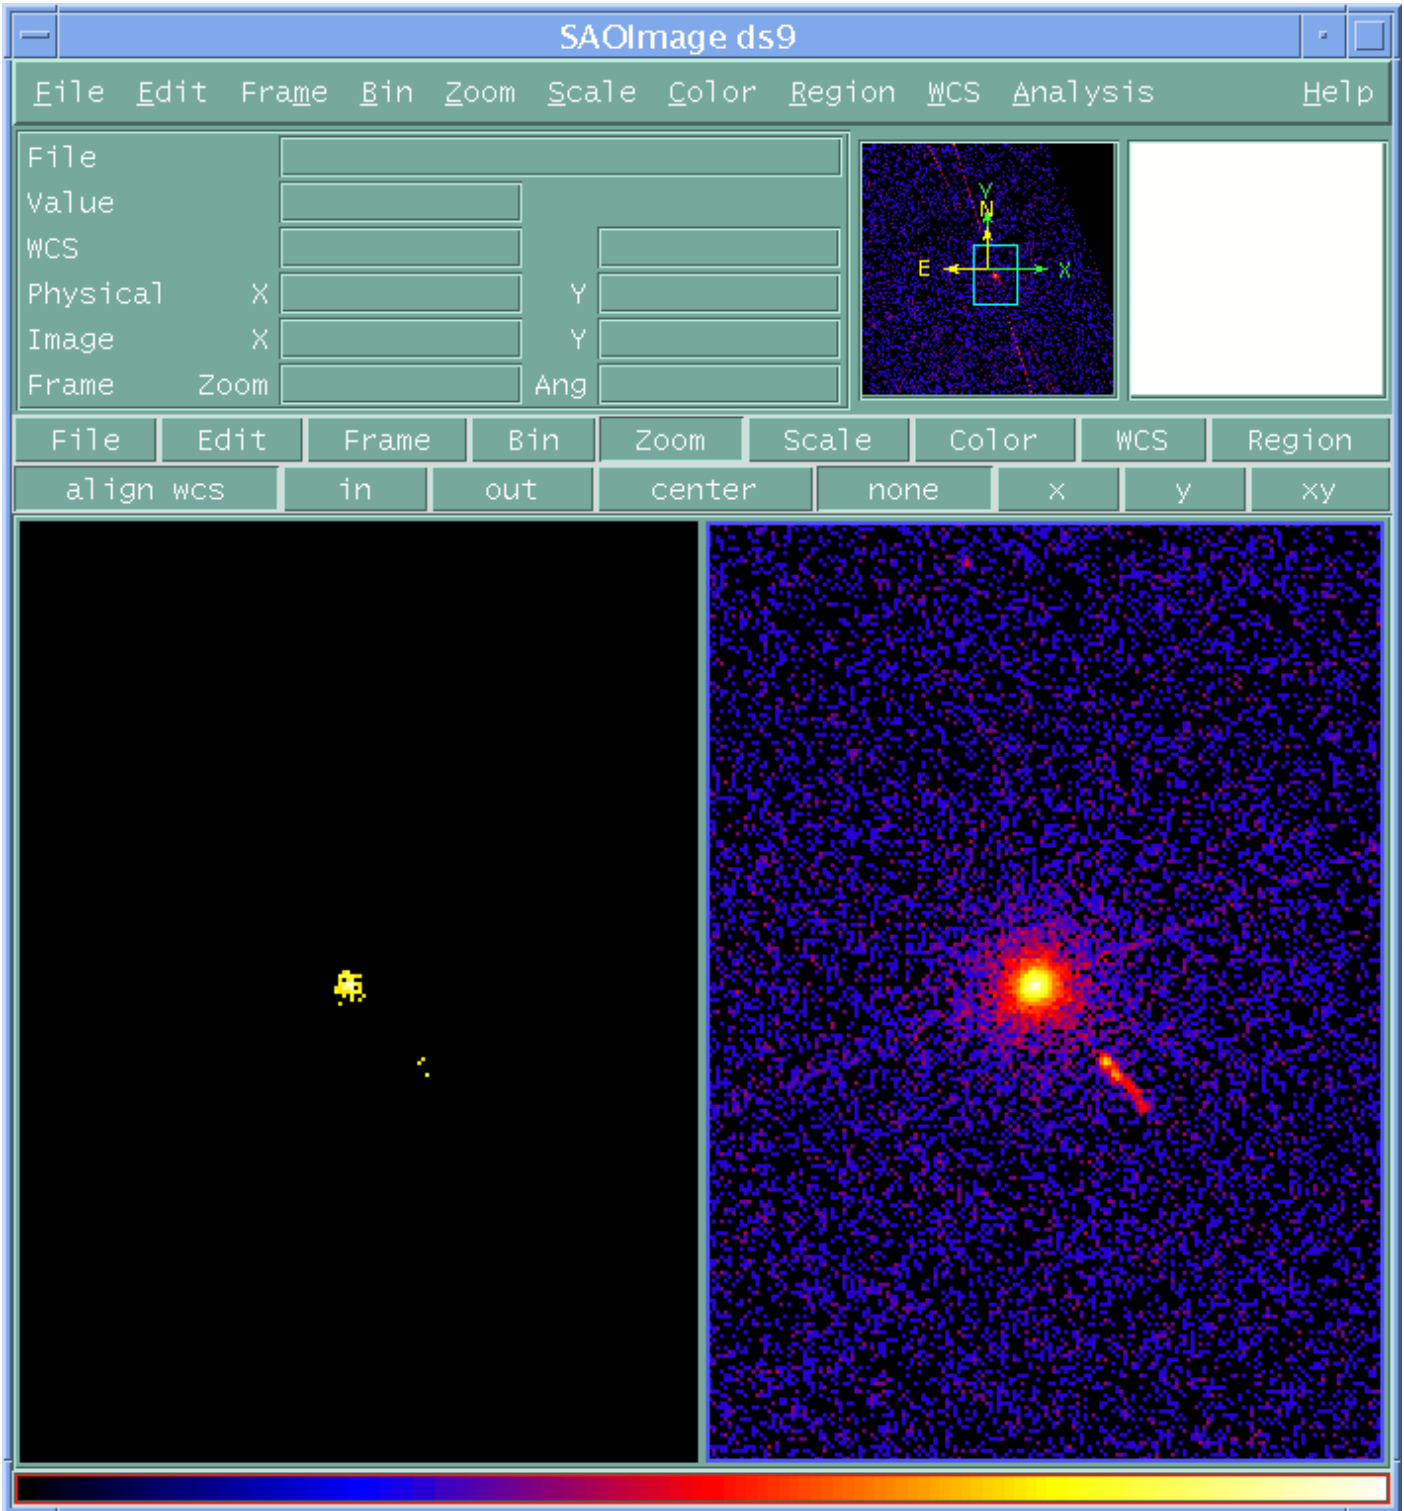 SAOImage ds9
File Edit Frame Bin Zoom Scale Color Region WCS Analysis Help
File
Value
WCS
Physical X Y
Image X Y
Frame Zoom Ang
Y
N
E X
File Edit Frame Bin Zoom Scale Color WCS Region
align wcs in out center none x y xy